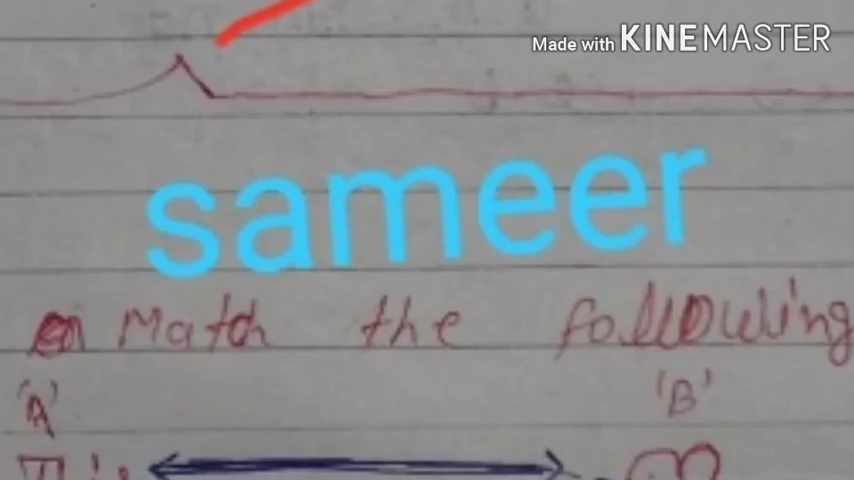 Made with KINEMASTER
sameer
Match the following
'A' 'B'